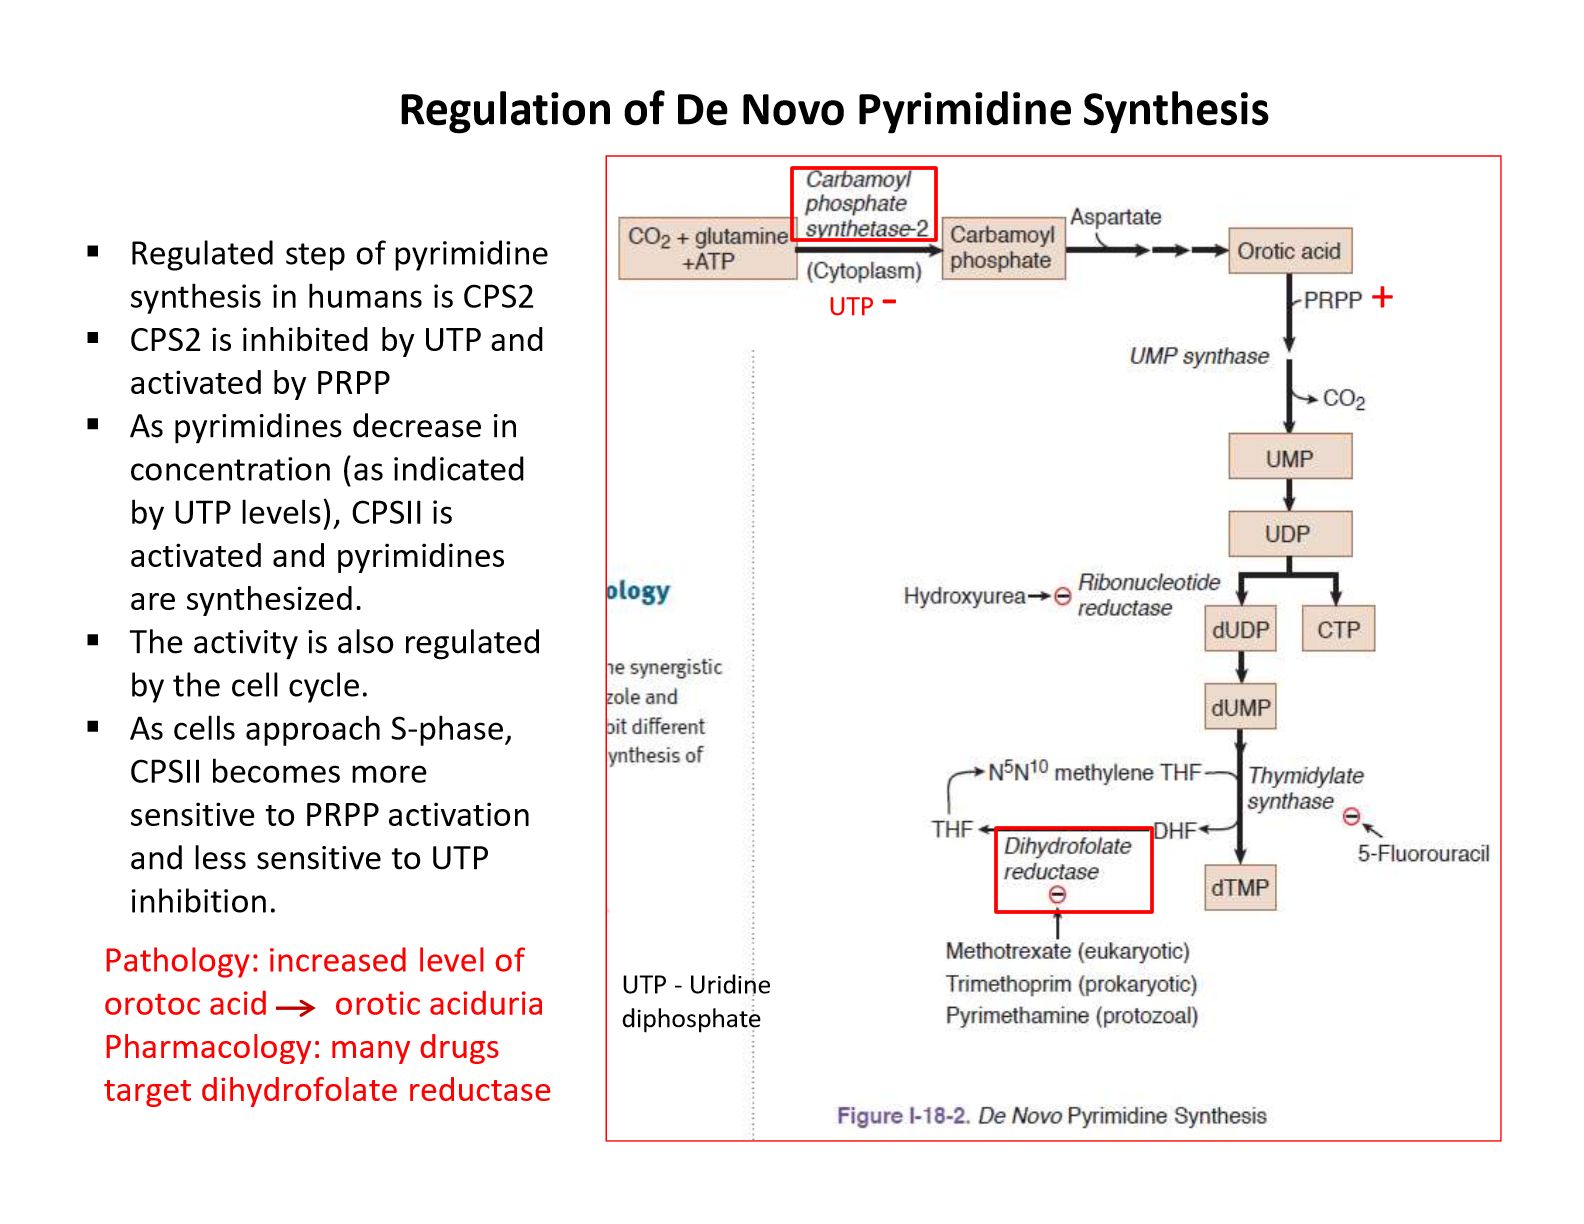 Regulation of De Novo Pyrimidine Synthesis
▪ Regulated step of pyrimidine
synthesis in humans is CPS2
▪ CPS2 is inhibited by UTP and
activated by PRPP
▪ As pyrimidines decrease in
concentration (as indicated
by UTP levels), CPSII is
activated and pyrimidines
are synthesized.
▪ The activity is also regulated
by the cell cycle.
▪ As cells approach S-phase,
CPSII becomes more
sensitive to PRPP activation
and less sensitive to UTP
inhibition.
Pathology: increased level of
orotoc acid → orotic aciduria
Pharmacology: many drugs
target dihydrofolate reductase
Carbamoyl
phosphate
synthetase-2
CO2 + glutamine
+ATP
(Cytoplasm)
UTP -
Carbamoyl
phosphate
Aspartate
Orotic acid
PRPP +
UMP synthase
CO2
UMP
UDP
Hydroxyurea
Ribonucleotide
reductase
dUDP
CTP
dUMP
N5N10 methylene THF
Thymidylate
synthase
THF
DHF
Dihydrofolate
reductase
5-Fluorouracil
dTMP
Methotrexate (eukaryotic)
Trimethoprim (prokaryotic)
Pyrimethamine (protozoal)
ology
ne synergistic
zole and
bit different
ynthesis of
UTP - Uridine
diphosphate
Figure I-18-2. De Novo Pyrimidine Synthesis